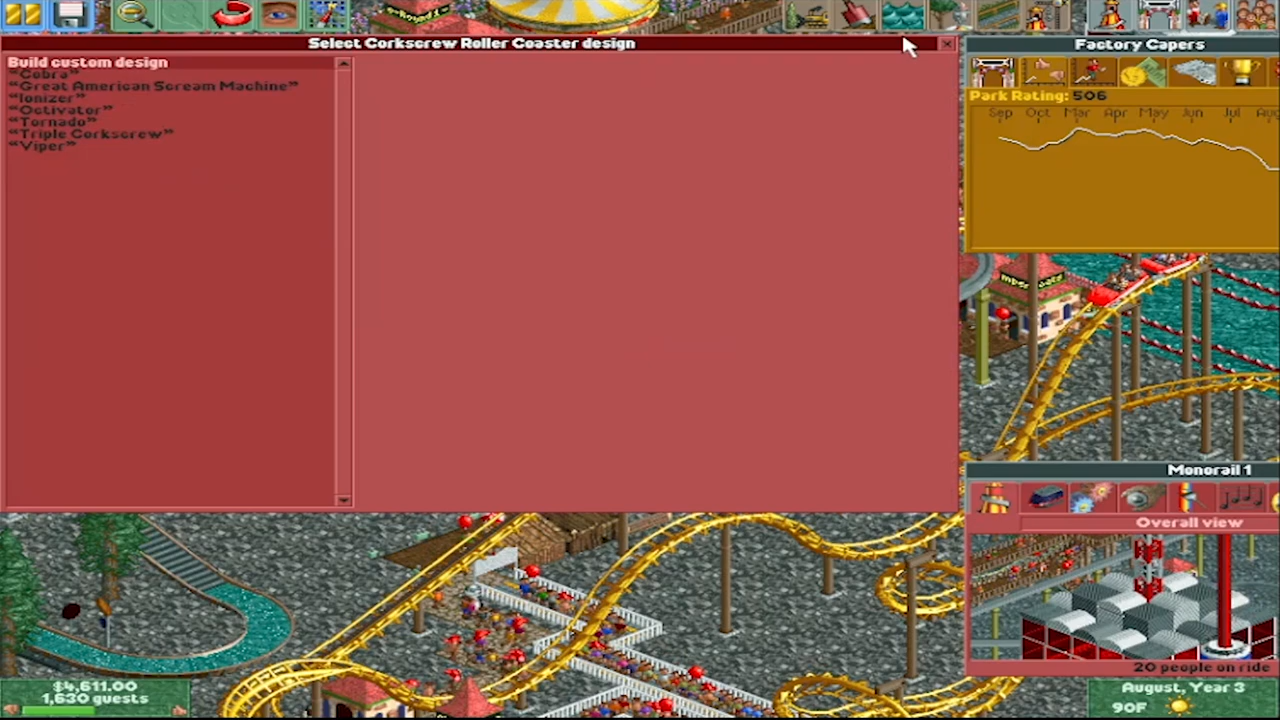 Select Corkscrew Roller Coaster design
Build custom design
"Cobra"
"Great American Scream Machine"
"Ionizer"
"Octivator"
"Tornado"
"Triple Corkscrew"
"Viper"
Factory Capers
Park Rating: 506
Sep Oct Mar Apr May Jun Jul Aug
Monorail 1
Overall view
20 people on ride
$4,611.00
1,630 guests
August, Year 3
90F